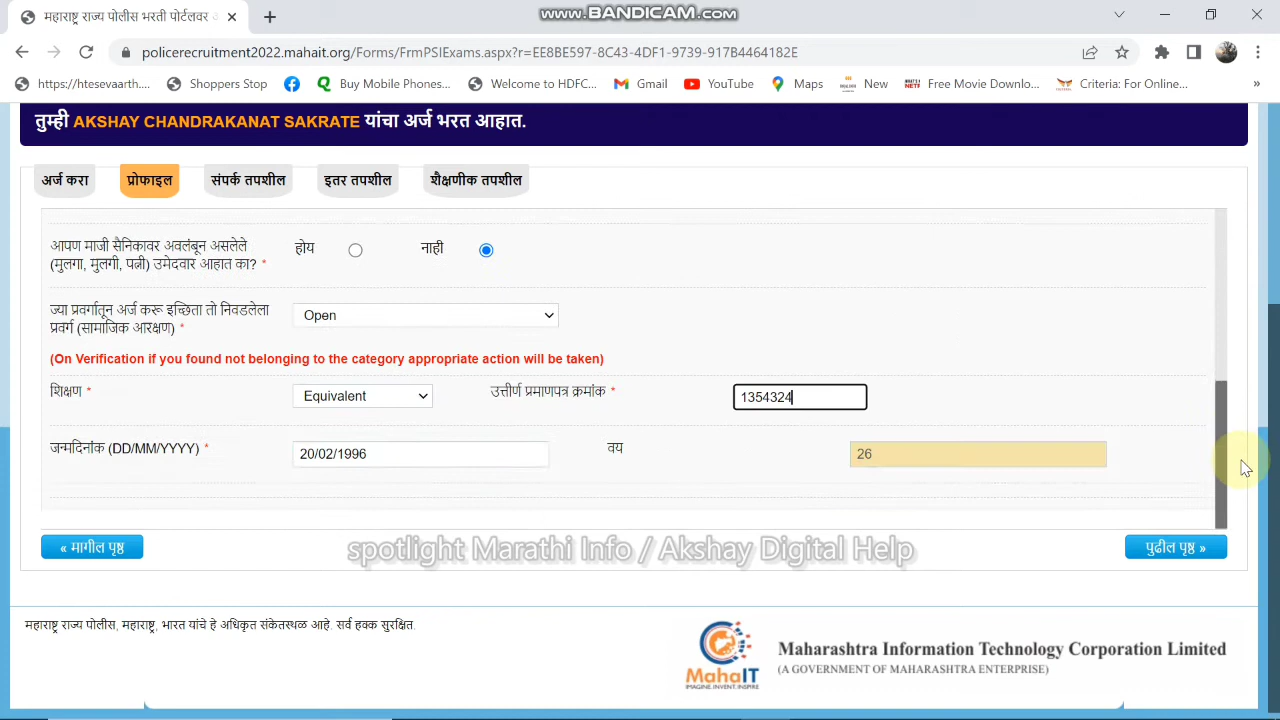 www.BANDICAM.com
महाराष्ट्र राज्य पोलीस भरती पोर्टलवर
policerecruitment2022.mahait.org/Forms/FrmPSIExams.aspx?r=EE8BE597-8C43-4DF1-9739-917B4464182E
https://htsevaarth.... Shoppers Stop Buy Mobile Phones... Welcome to HDFC... Gmail YouTube Maps New Free Movie Downlo... Criteria: For Online... »
तुम्ही AKSHAY CHANDRAKANAT SAKRATE यांचा अर्ज भरत आहात.
अर्ज करा प्रोफाइल संपर्क तपशील इतर तपशील शैक्षणीक तपशील
आपण माजी सैनिकावर अवलंबून असलेले
(मुलगा, मुलगी, पत्नी) उमेदवार आहात का? *
होय नाही
ज्या प्रवर्गातून अर्ज करू इच्छिता तो निवडलेला
प्रवर्ग (सामाजिक आरक्षण) *
Open
(On Verification if you found not belonging to the category appropriate action will be taken)
शिक्षण * Equivalent उत्तीर्ण प्रमाणपत्र क्रमांक * 1354324
जन्मदिनांक (DD/MM/YYYY) * 20/02/1996 वय 26
« मागील पृष्ठ spotlight Marathi Info / Akshay Digital Help पुढील पृष्ठ »
महाराष्ट्र राज्य पोलीस, महाराष्ट्र, भारत यांचे हे अधिकृत संकेतस्थळ आहे. सर्व हक्क सुरक्षित.
MahaIT
IMAGINE. INVENT. INSPIRE
Maharashtra Information Technology Corporation Limited
(A GOVERNMENT OF MAHARASHTRA ENTERPRISE)